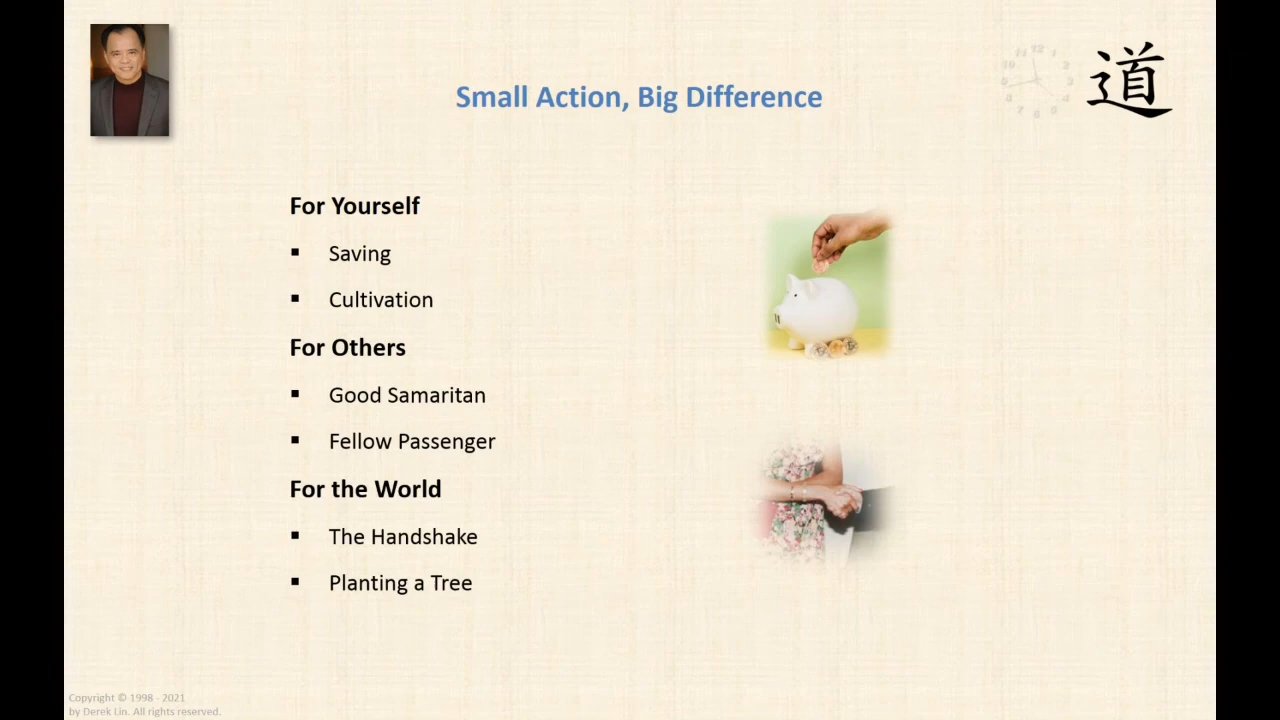 Small Action, Big Difference
道
For Yourself
▪ Saving
▪ Cultivation
For Others
▪ Good Samaritan
▪ Fellow Passenger
For the World
▪ The Handshake
▪ Planting a Tree
Copyright © 1998 - 2021
by Derek Lin. All rights reserved.